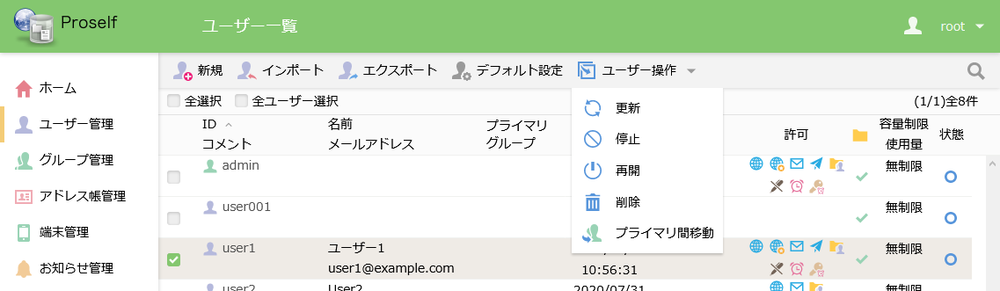 Proself
ユーザー一覧
root
新規 インポート エクスポート デフォルト設定 ユーザー操作
ホーム
ユーザー管理
グループ管理
アドレス帳管理
端末管理
お知らせ管理
全選択 全ユーザー選択
(1/1)全8件
ID 名前 プライマリ 許可 容量制限 状態
コメント メールアドレス グループ 使用量
更新
停止
再開
削除
プライマリ間移動
admin 無制限
user001 無制限
user1 ユーザー1 無制限
user1@example.com 10:56:31
user2 User2 2020/07/31 無制限